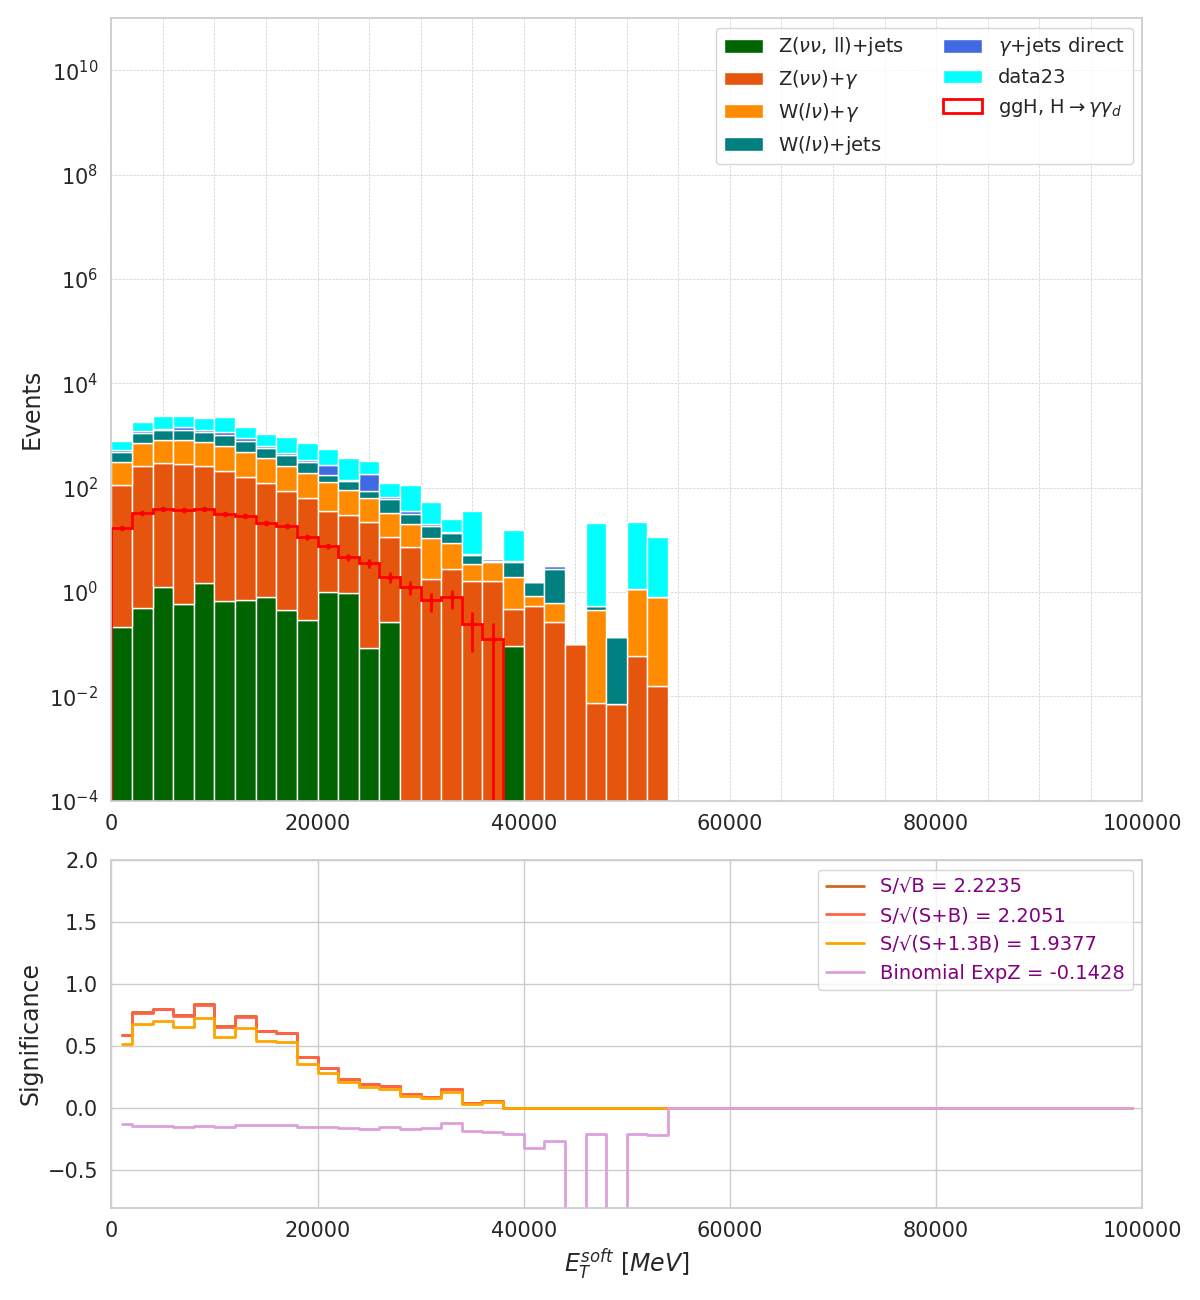 Events
10^10
10^8
10^6
10^4
10^2
10^0
10^−2
10^−4
0 20000 40000 60000 80000 100000
Z(νν, ll)+jets
Z(νν)+γ
W(lν)+γ
W(lν)+jets
γ+jets direct
data23
ggH, H→γγ_d
Significance
2.0
1.5
1.0
0.5
0.0
−0.5
S/√B = 2.2235
S/√(S+B) = 2.2051
S/√(S+1.3B) = 1.9377
Binomial ExpZ = -0.1428
0 20000 40000 60000 80000 100000
E_T^soft [MeV]